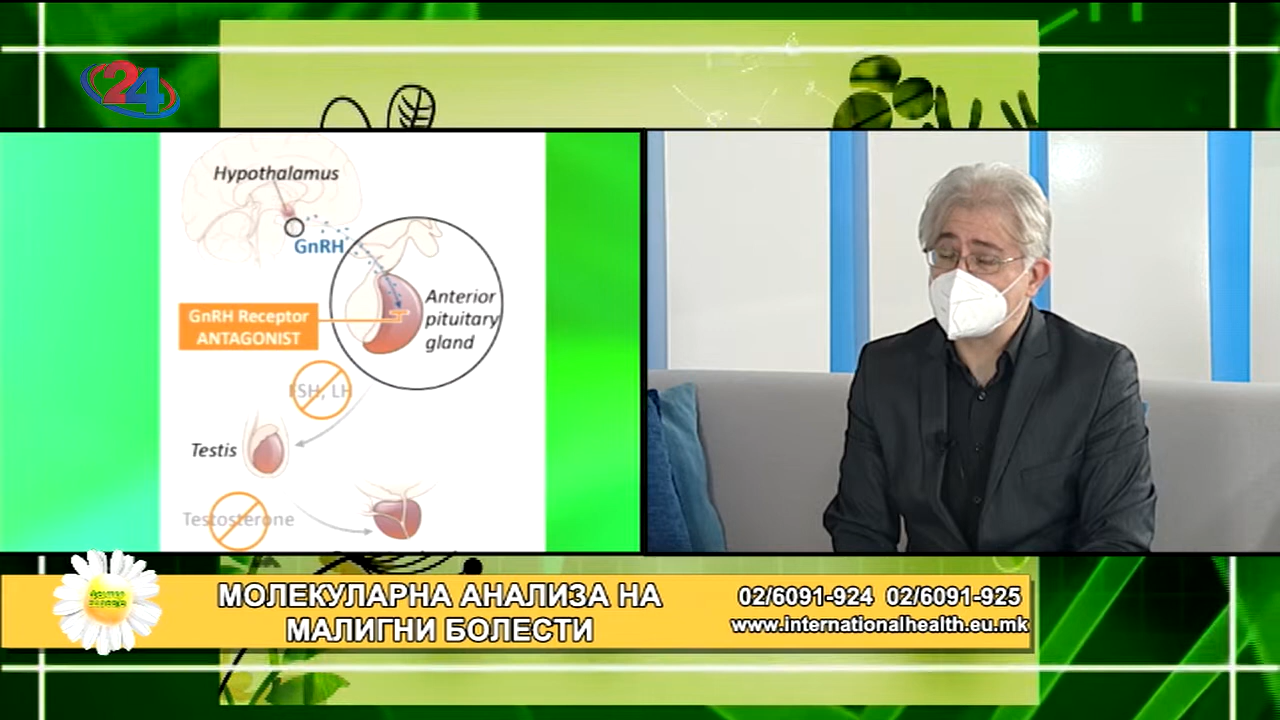 24
Hypothalamus
GnRH
Anterior
pituitary
gland
GnRH Receptor
ANTAGONIST
FSH, LH
Testis
Testosterone
МОЛЕКУЛАРНА АНАЛИЗА НА
МАЛИГНИ БОЛЕСТИ
02/6091-924 02/6091-925
www.internationalhealth.eu.mk